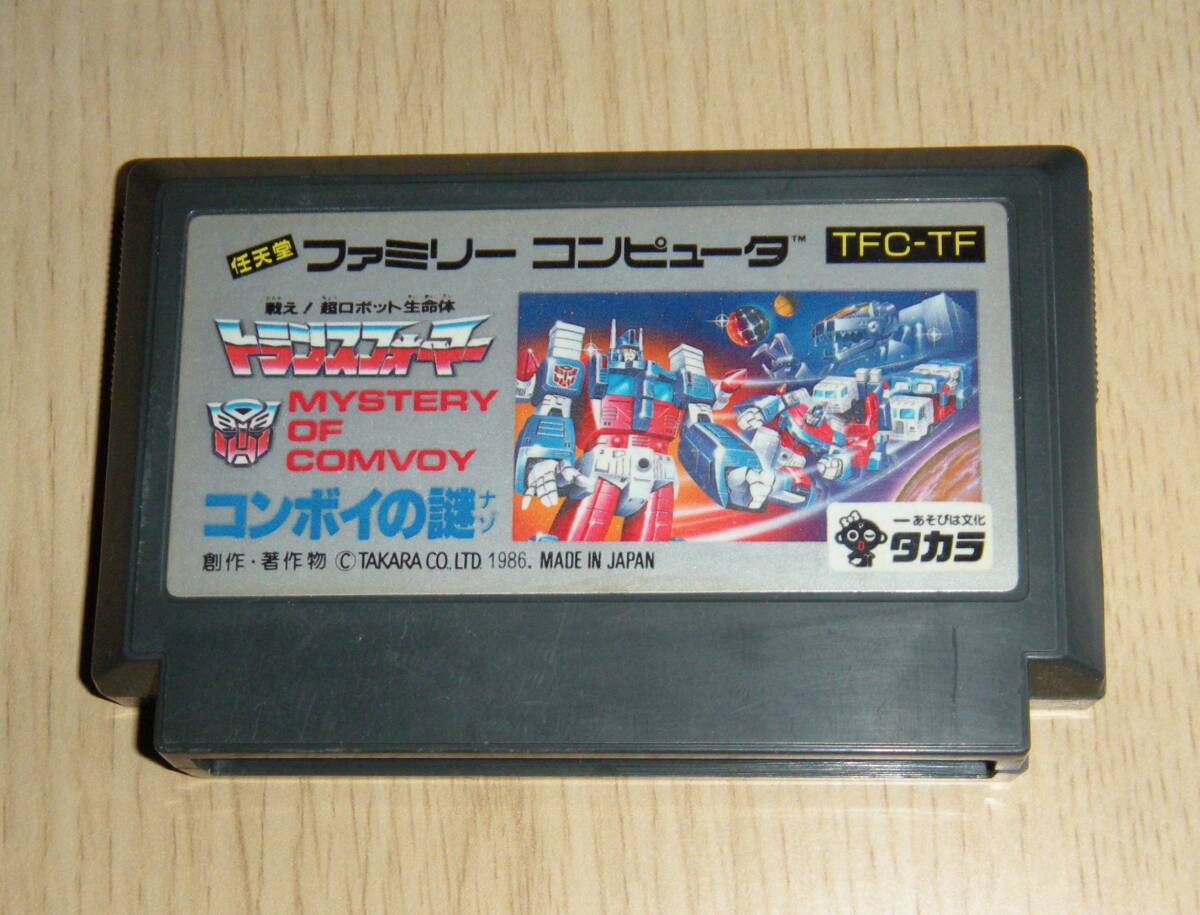 任天堂 ファミリー コンピュータ™ TFC-TF
戦え!超ロボット生命体
トランスフォーマー
MYSTERY
OF
COMVOY
コンボイの謎
ナゾ
創作・著作物 ©TAKARA CO.,LTD. 1986. MADE IN JAPAN
ーあそびは文化
タカラ